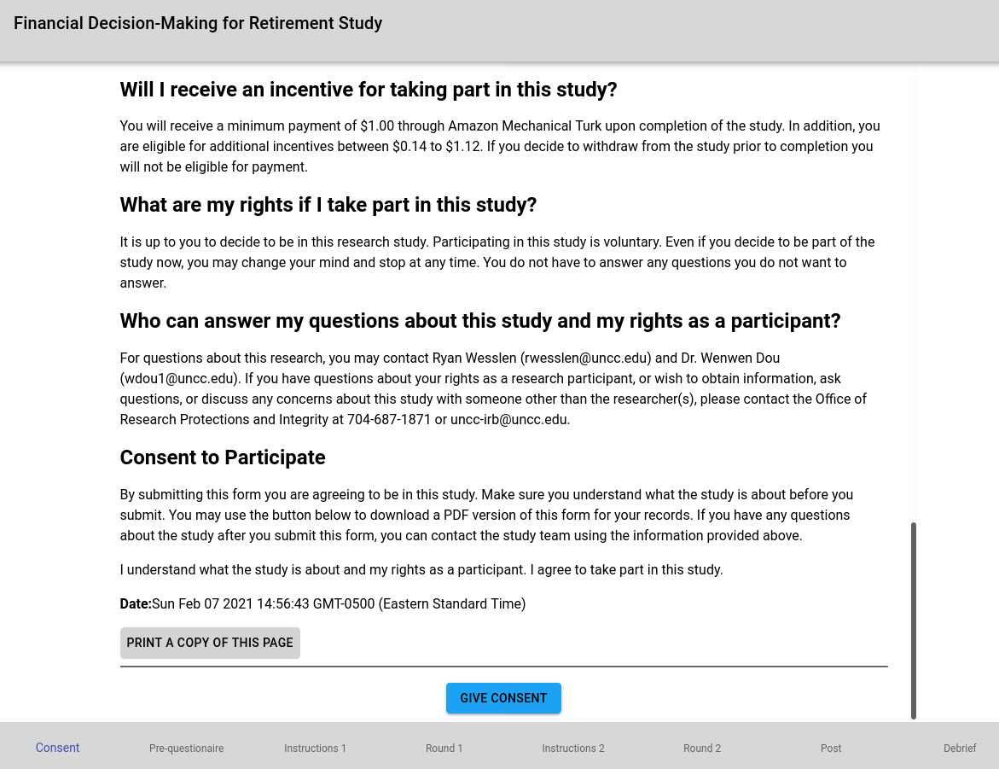 Financial Decision-Making for Retirement Study
Will I receive an incentive for taking part in this study?
You will receive a minimum payment of $1.00 through Amazon Mechanical Turk upon completion of the study. In addition, you
are eligible for additional incentives between $0.14 to $1.12. If you decide to withdraw from the study prior to completion you
will not be eligible for payment.
What are my rights if I take part in this study?
It is up to you to decide to be in this research study. Participating in this study is voluntary. Even if you decide to be part of the
study now, you may change your mind and stop at any time. You do not have to answer any questions you do not want to
answer.
Who can answer my questions about this study and my rights as a participant?
For questions about this research, you may contact Ryan Wesslen (rwesslen@uncc.edu) and Dr. Wenwen Dou
(wdou1@uncc.edu). If you have questions about your rights as a research participant, or wish to obtain information, ask
questions, or discuss any concerns about this study with someone other than the researcher(s), please contact the Office of
Research Protections and Integrity at 704-687-1871 or uncc-irb@uncc.edu.
Consent to Participate
By submitting this form you are agreeing to be in this study. Make sure you understand what the study is about before you
submit. You may use the button below to download a PDF version of this form for your records. If you have any questions
about the study after you submit this form, you can contact the study team using the information provided above.
I understand what the study is about and my rights as a participant. I agree to take part in this study.
Date:Sun Feb 07 2021 14:56:43 GMT-0500 (Eastern Standard Time)
PRINT A COPY OF THIS PAGE
GIVE CONSENT
Consent Pre-questionaire Instructions 1 Round 1 Instructions 2 Round 2 Post Debrief